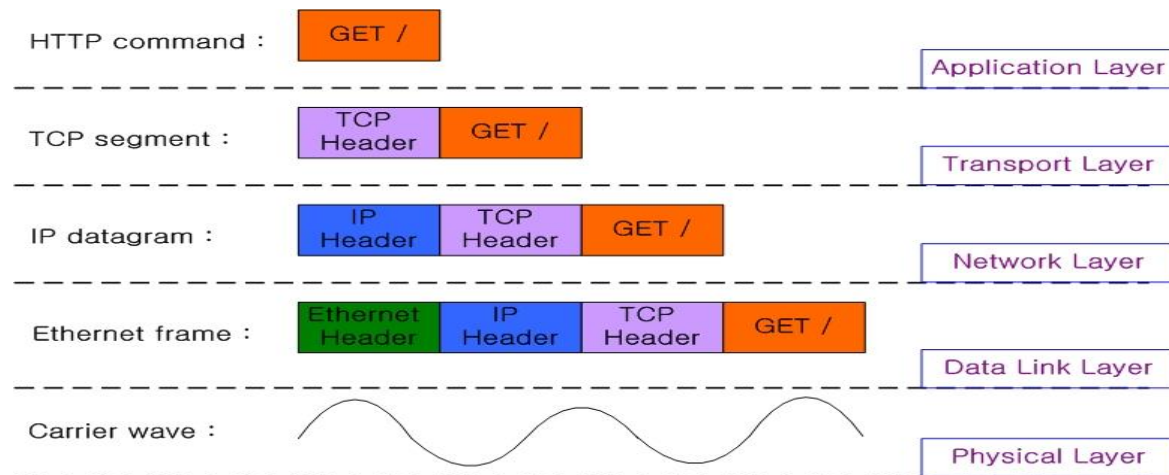 HTTP command :
GET /
Application Layer
TCP segment :
TCP
Header
GET /
Transport Layer
IP datagram :
IP
Header
TCP
Header
GET /
Network Layer
Ethernet frame :
Ethernet
Header
IP
Header
TCP
Header
GET /
Data Link Layer
Carrier wave :
Physical Layer